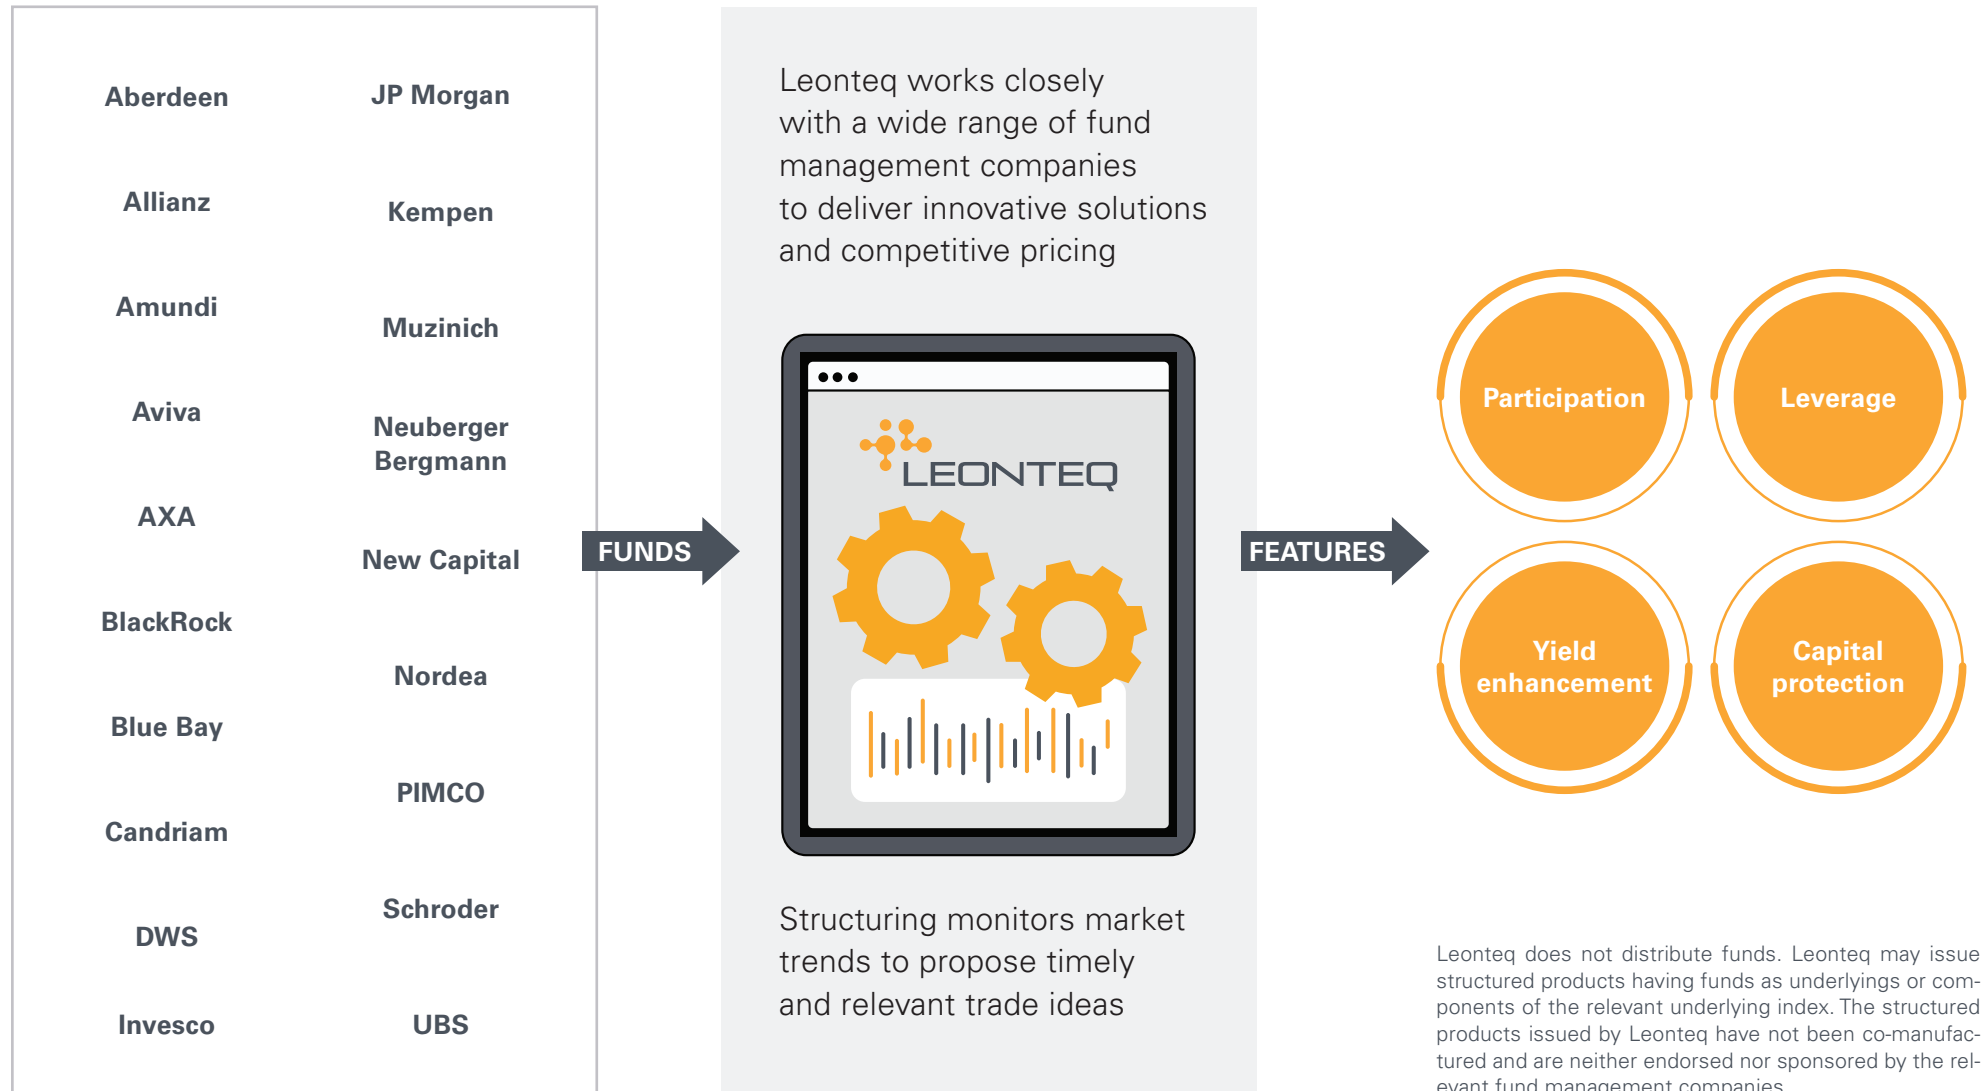 Aberdeen
Allianz
Amundi
Aviva
AXA
BlackRock
Blue Bay
Candriam
DWS
Invesco
JP Morgan
Kempen
Muzinich
Neuberger
Bergmann
New Capital
Nordea
PIMCO
Schroder
UBS
FUNDS
Leonteq works closely
with a wide range of fund
management companies
to deliver innovative solutions
and competitive pricing
LEONTEQ
Structuring monitors market
trends to propose timely
and relevant trade ideas
FEATURES
Participation
Leverage
Yield
enhancement
Capital
protection
Leonteq does not distribute funds. Leonteq may issue
structured products having funds as underlyings or com-
ponents of the relevant underlying index. The structured
products issued by Leonteq have not been co-manufac-
tured and are neither endorsed nor sponsored by the rel-
evant fund management companies.